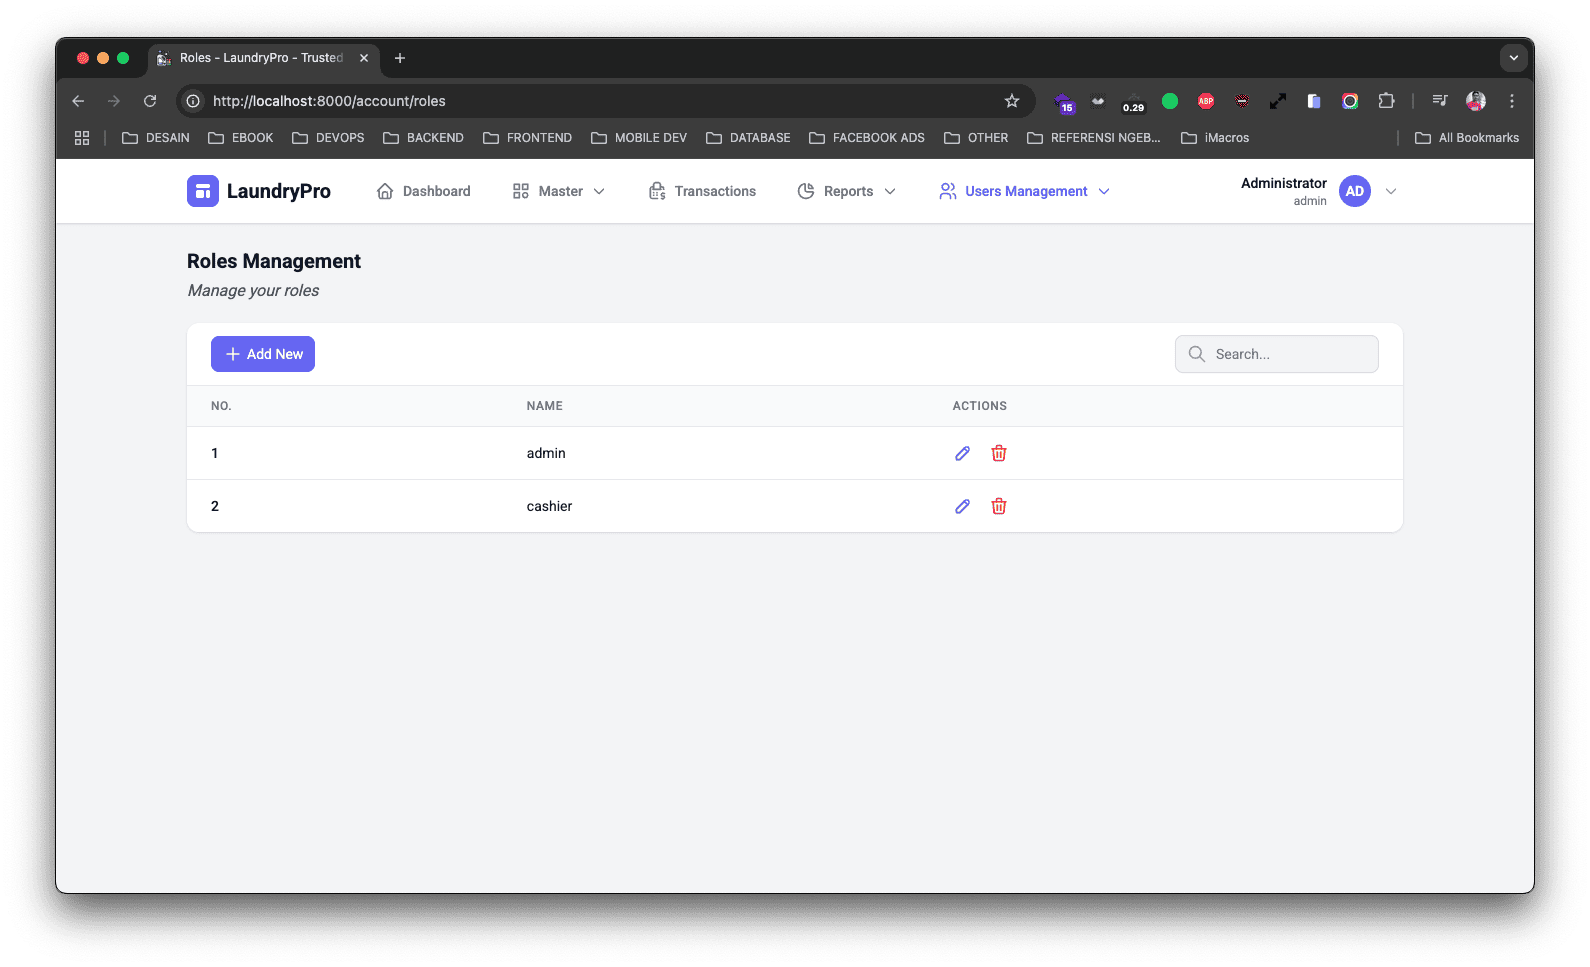 Roles - LaundryPro - Trusted
http://localhost:8000/account/roles
15
0.29
ABP
DESAIN EBOOK DEVOPS BACKEND FRONTEND MOBILE DEV DATABASE FACEBOOK ADS OTHER REFERENSI NGEB... iMacros All Bookmarks
LaundryPro Dashboard Master Transactions Reports Users Management Administrator AD
admin
Roles Management
Manage your roles
Add New Search...
NO. NAME ACTIONS
1 admin
2 cashier